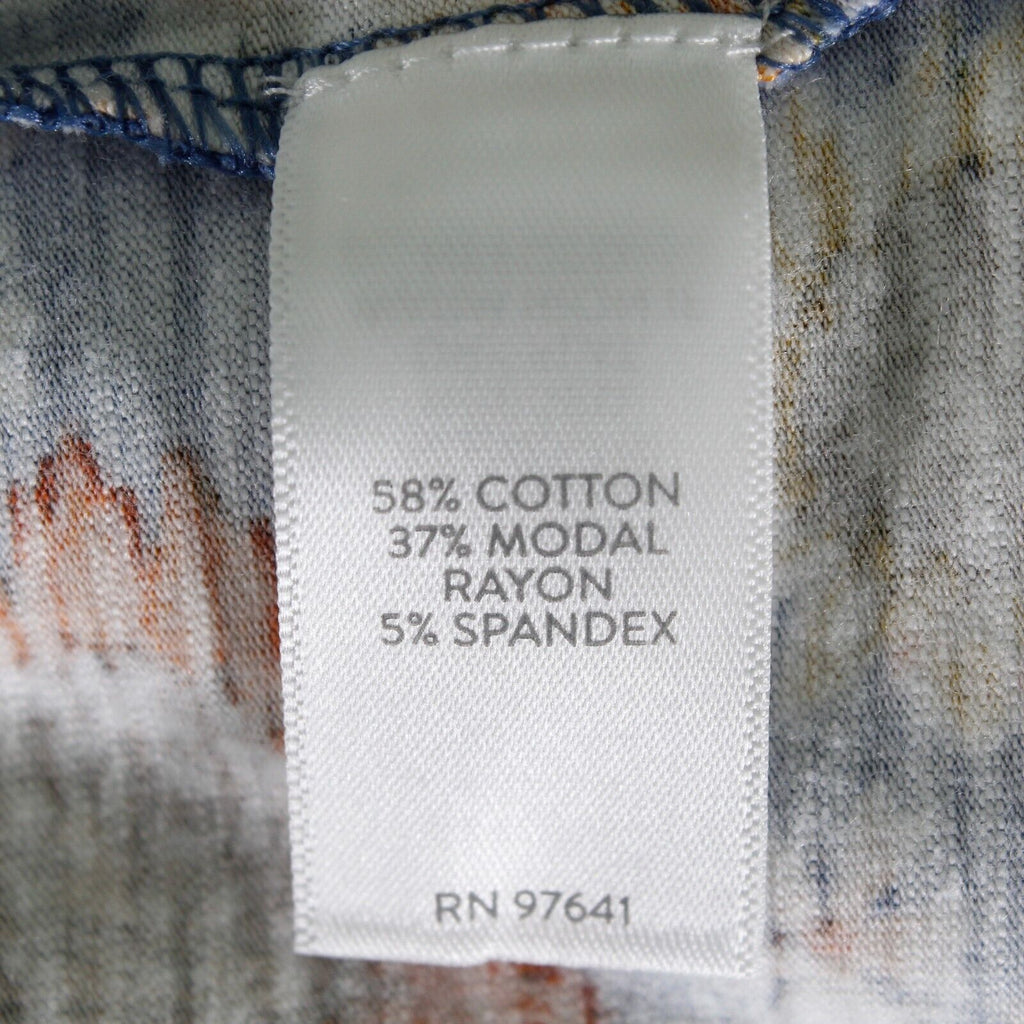 58% COTTON
37% MODAL
RAYON
5% SPANDEX
RN 97641